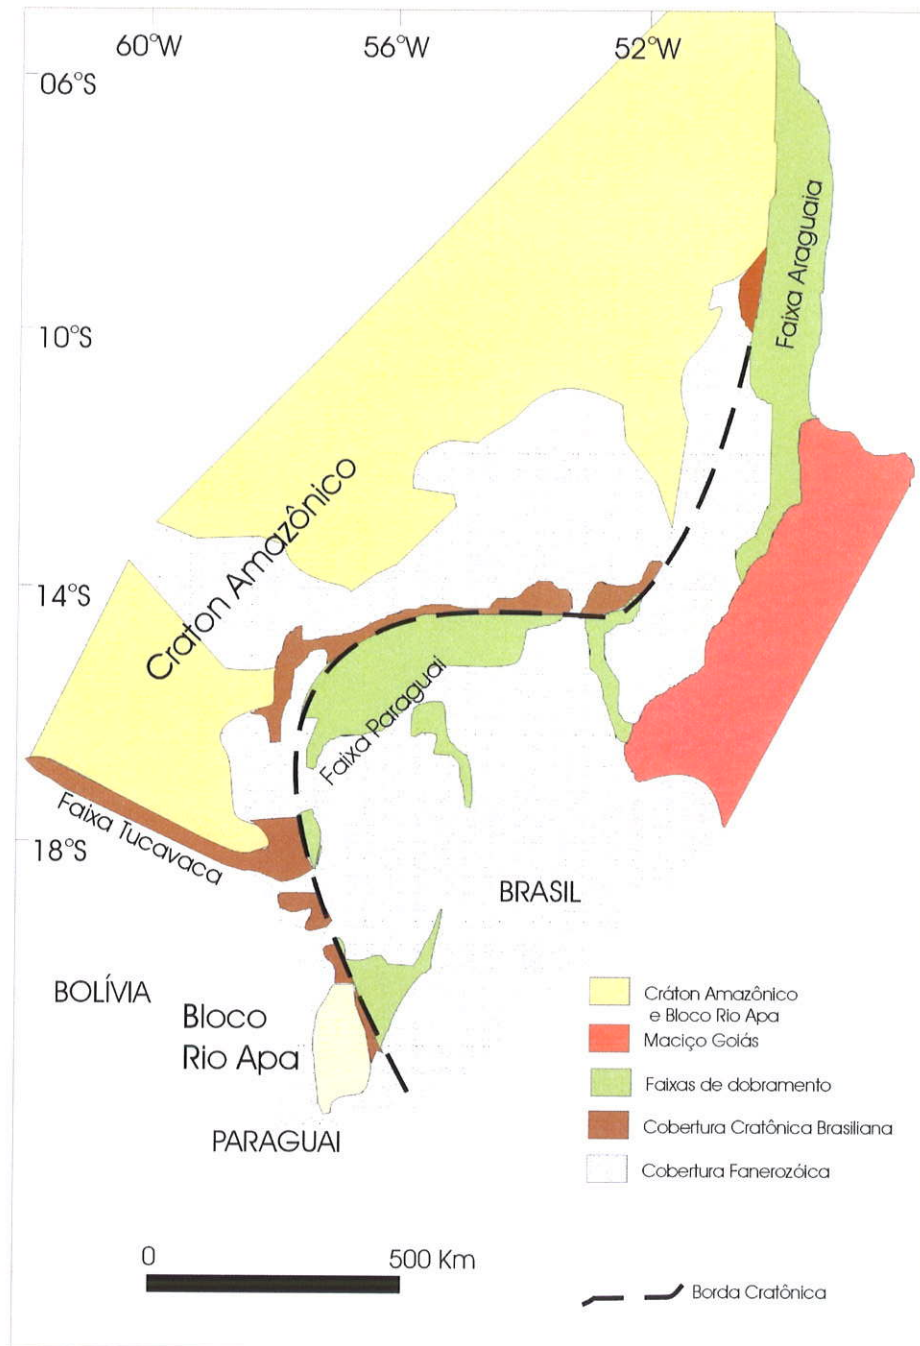 60°W
56°W
52°W
06°S
Faixa Araguaia
10°S
Craton Amazônico
14°S
Faixa Paraguai
Faixa Tucavaca
18°S
BRASIL
BOLÍVIA
Bloco
Rio Apa
PARAGUAI
Cráton Amazônico
e Bloco Rio Apa
Maciço Goiás
Faixas de dobramento
Cobertura Cratônica Brasiliana
Cobertura Fanerozóica
0
500 Km
Borda Cratônica